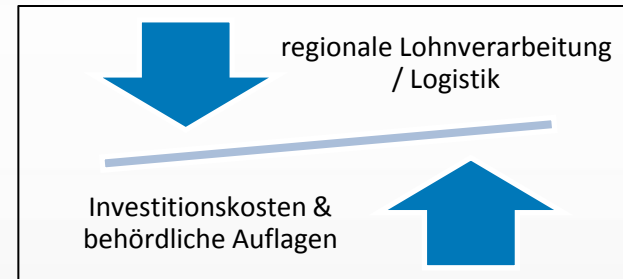 regionale Lohnverarbeitung
/ Logistik
Investitionskosten &
behördliche Auflagen